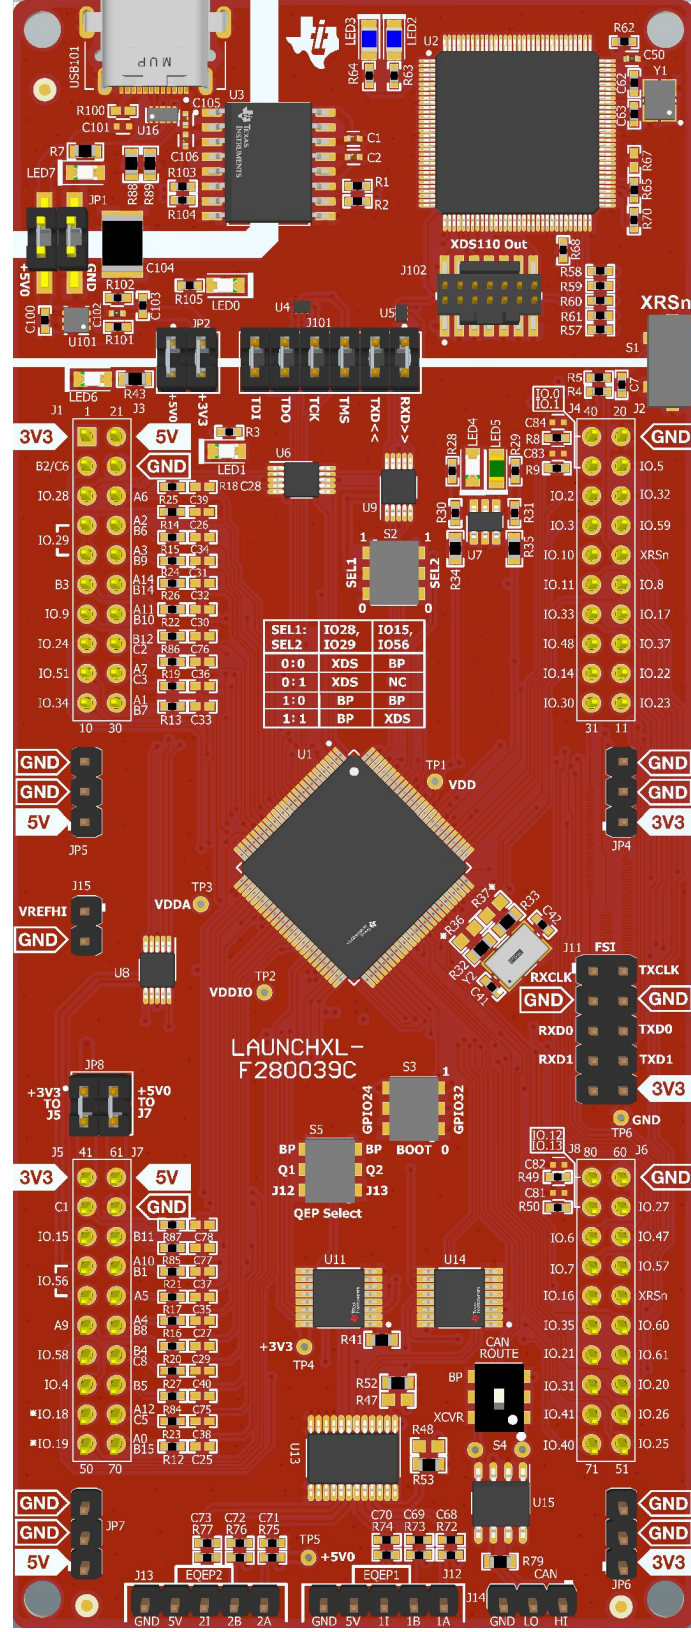 USB101
MUP
LED3
LED2
U2
R62
C50
Y1
C62
C63
R64
R63
R100
C101
U16
C105
C106
U3
TEXAS
INSTRUMENTS
C1
C2
R1
R2
R7
LED7
R88
R89
R103
R104
R67
R65
R70
JP1
+5V0
GND
C104
R102
R105
LED0
C100
U101
C102
C103
R101
XDS110 Out
J102
R68
R58
R59
R60
R61
R57
XRSn
S1
U4
U5
JP2
J101
+5V0
+3V3
TDI
TDO
TCK
TMS
TXD<<
RXD>>
LED6
R43
R5
R4
C7
IO.0
IO.1
J1
1
21
J3
3V3
5V
B2/C6
GND
IO.28
A6
IO.29
A2
B6
A3
B9
A14
B14
B3
A11
B10
IO.9
B12
C2
IO.24
A7
C3
IO.51
A1
B7
IO.34
10
30
R3
LED1
R18 C28
R25 C39
R14 C26
R15 C34
R24 C31
R26 C32
R22 C30
R86 C76
R19 C36
R13 C33
U6
U9
R28
LED4
LED5
R29
R30
R31
R34
U7
R35
C84
R8
C83
R9
J4
40
20
J2
GND
IO.5
IO.2
IO.32
IO.3
IO.59
IO.10
XRSn
IO.11
IO.8
IO.33
IO.17
IO.48
IO.37
IO.14
IO.22
IO.30
IO.23
31
11
1
S2
1
SEL1
SEL2
0
0
SEL1: IO28, IO15,
SEL2 IO29 IO56
0:0 XDS BP
0:1 XDS NC
1:0 BP BP
1:1 BP XDS
GND
GND
5V
JP5
U1
TP1
VDD
GND
GND
3V3
JP4
J15
VREFHI
GND
TP3
VDDA
U8
TP2
VDDIO
R37*
R33
*R36
C42
R32
Y2
C41
J11
FSI
RXCLK
TXCLK
GND
GND
RXD0
TXD0
RXD1
TXD1
3V3
GND
TP6
LAUNCHXL-
F280039C
JP8
+3V3
TO
J5
+5V0
TO
J7
S3
1
GPIO24
GPIO32
BOOT
0
S5
BP
BP
Q1
Q2
J12
J13
QEP Select
J5
41
61
J7
3V3
5V
C1
GND
IO.15
B11
IO.56
A10
B1
A5
A9
A4
B8
IO.58
B4
C8
IO.4
B5
*IO.18
A12
C5
*IO.19
A0
B15
50
70
R87 C78
R85 C77
R21 C37
R17 C35
R16 C27
R20 C29
R27 C40
R84 C75
R23 C38
R12 C25
IO.12
IO.13
C82
R49
C81
R50
J8
80
60
J6
GND
IO.27
IO.6
IO.47
IO.7
IO.57
IO.16
XRSn
IO.35
IO.60
IO.21
IO.61
IO.31
IO.20
IO.41
IO.26
IO.40
IO.25
71
51
U11
U14
+3V3
TP4
R41
CAN
ROUTE
BP
XCVR
S4
R52
R47
U13
R48
R53
U15
R79
GND
GND
5V
JP7
GND
GND
3V3
JP6
C73
R77
C72
R76
C71
R75
TP5
+5V0
C70
R74
C69
R73
C68
R72
J13
EQEP2
GND 5V 2I 2B 2A
EQEP1
J12
GND 5V 1I 1B 1A
J14
CAN
GND LO HI